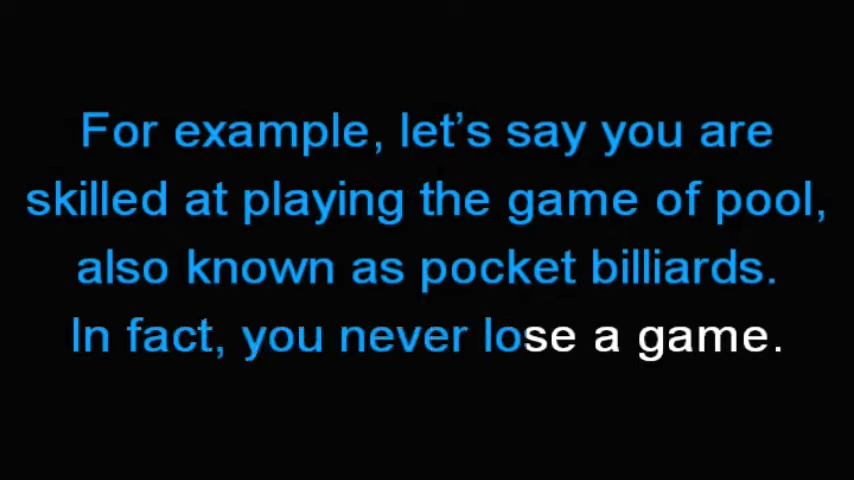 For example, let’s say you are
skilled at playing the game of pool,
also known as pocket billiards.
In fact, you never lose a game.